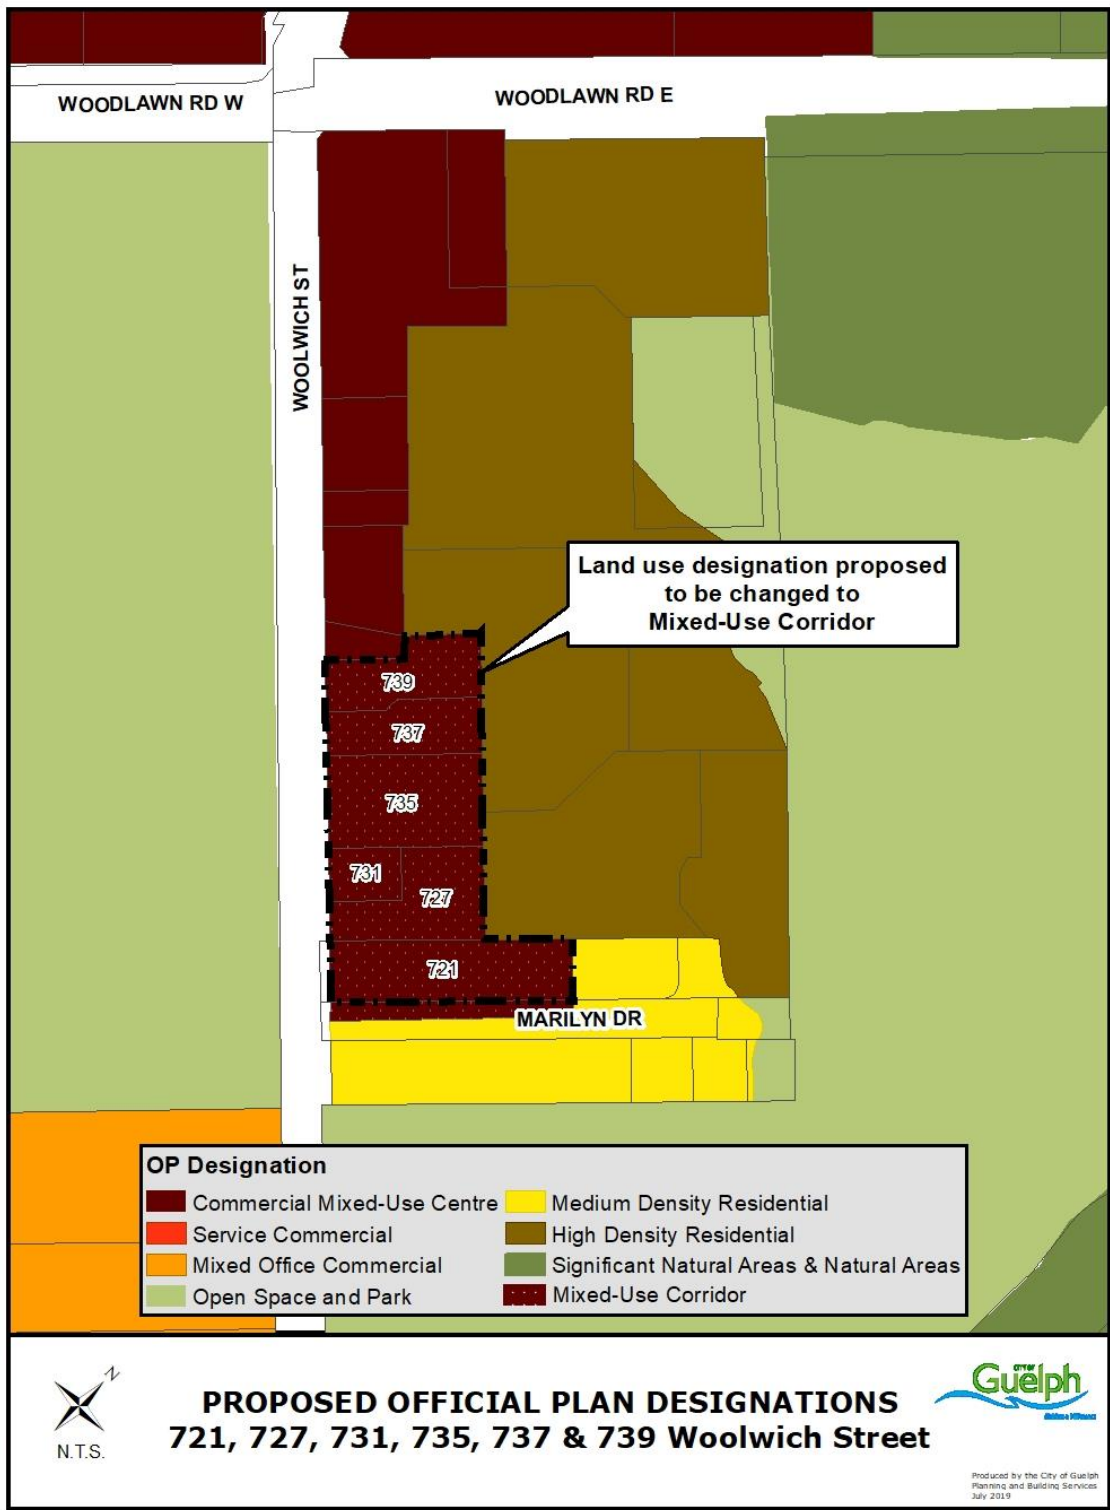 WOODLAWN RD W
WOODLAWN RD E
WOOLWICH ST
Land use designation proposed
to be changed to
Mixed-Use Corridor
739
737
735
731
727
721
MARILYN DR
OP Designation
Commercial Mixed-Use Centre
Service Commercial
Mixed Office Commercial
Open Space and Park
Medium Density Residential
High Density Residential
Significant Natural Areas & Natural Areas
Mixed-Use Corridor
N
N.T.S.
PROPOSED OFFICIAL PLAN DESIGNATIONS
721, 727, 731, 735, 737 & 739 Woolwich Street
CITY OF
Guelph
Produced by the City of Guelph
Planning and Building Services
July 2019